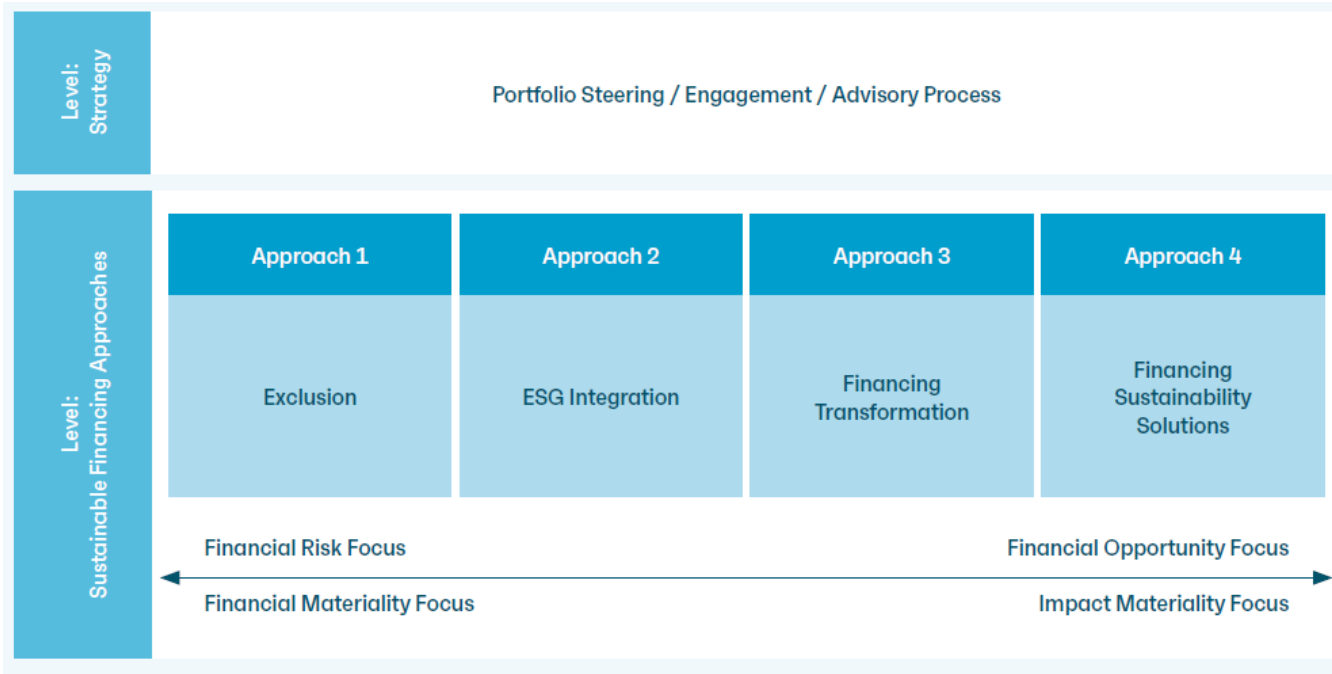 Level:
Strategy
Portfolio Steering / Engagement / Advisory Process
Level:
Sustainable Financing Approaches
Approach 1
Approach 2
Approach 3
Approach 4
Exclusion
ESG Integration
Financing
Transformation
Financing
Sustainability
Solutions
Financial Risk Focus
Financial Opportunity Focus
Financial Materiality Focus
Impact Materiality Focus